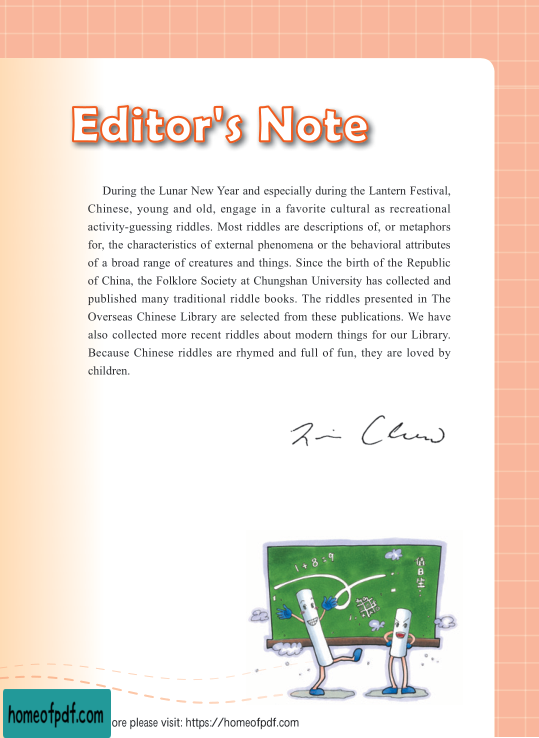 Editor's Note
During the Lunar New Year and especially during the Lantern Festival,
Chinese, young and old, engage in a favorite cultural as recreational
activity-guessing riddles. Most riddles are descriptions of, or metaphors
for, the characteristics of external phenomena or the behavioral attributes
of a broad range of creatures and things. Since the birth of the Republic
of China, the Folklore Society at Chungshan University has collected and
published many traditional riddle books. The riddles presented in The
Overseas Chinese Library are selected from these publications. We have
also collected more recent riddles about modern things for our Library.
Because Chinese riddles are rhymed and full of fun, they are loved by
children.
1+8=9
值日生:
homeofpdf.com
ore please visit: https://homeofpdf.com